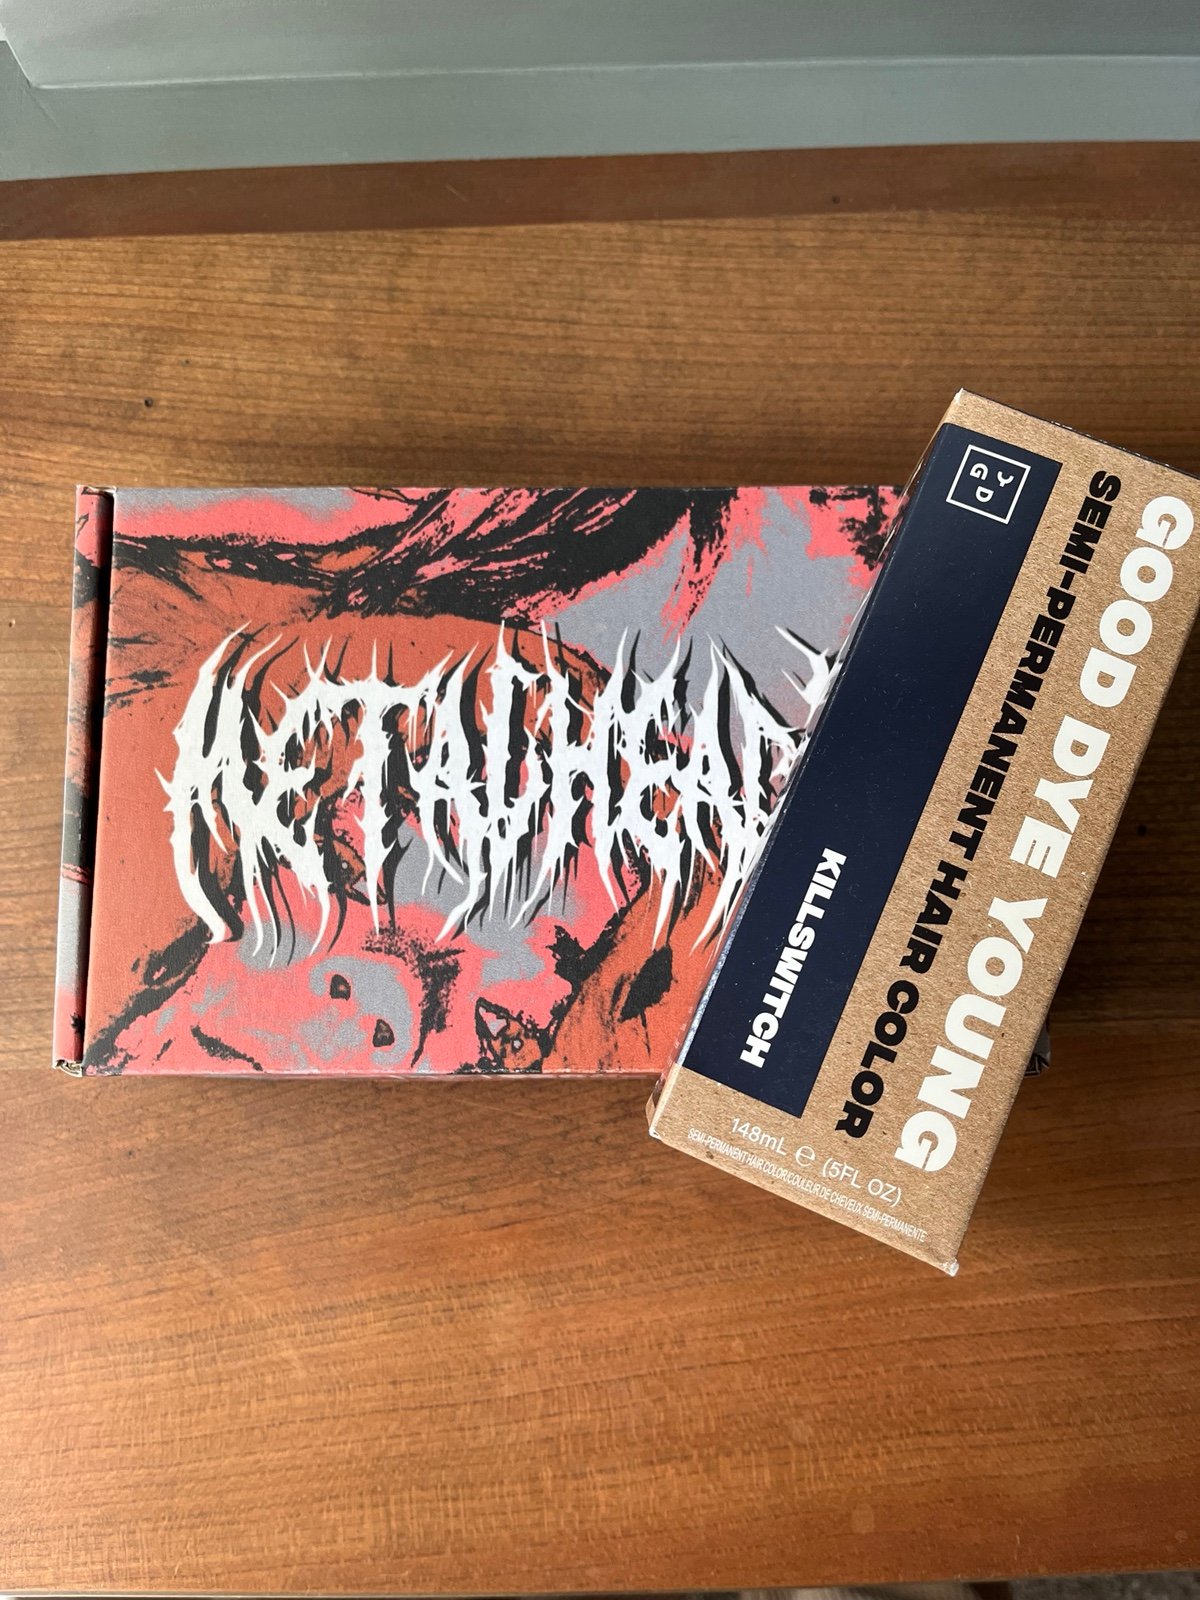 METALHEAD
GDY
GOOD DYE YOUNG
SEMI-PERMANENT HAIR COLOR
KILLSWITCH
148mL e (5FL OZ)
SEMI-PERMANENT HAIR COLOR/COULEUR DE CHEVEUX SEMI-PERMANENTE